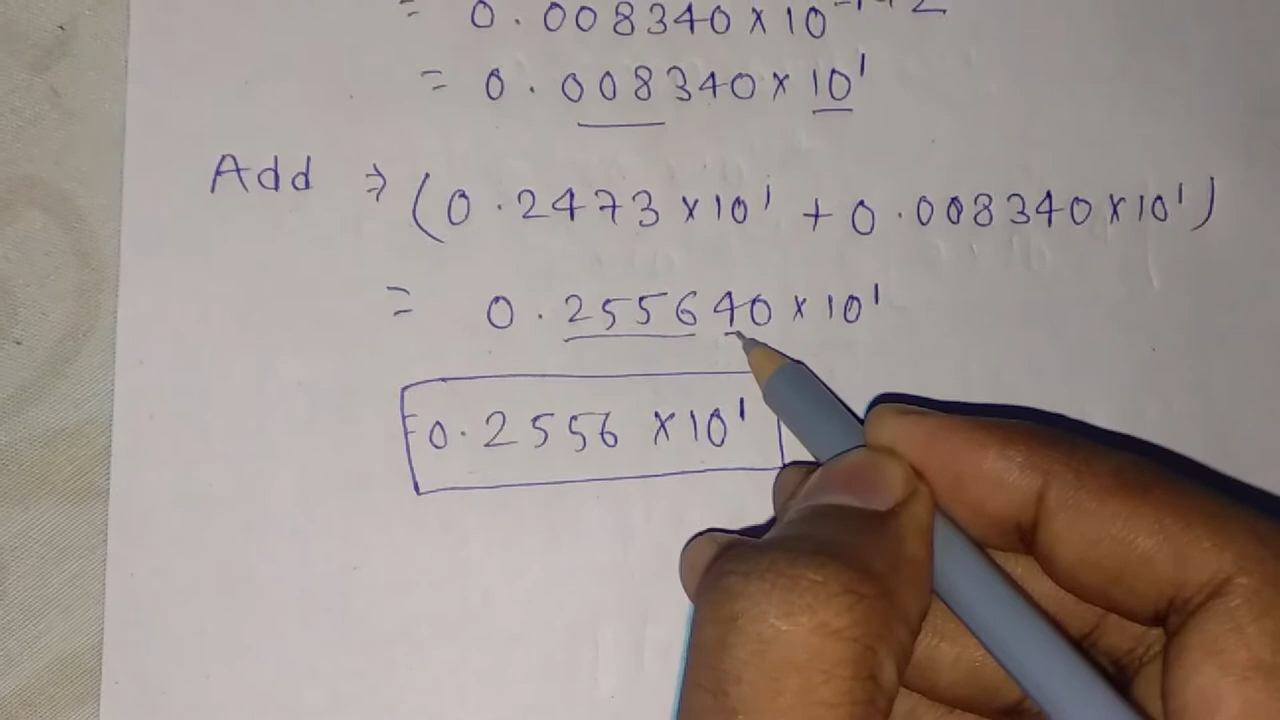 = 0.008340 × 10
= 0.008340 × 10¹
Add ⇒ (0.2473 × 10¹ + 0.008340 × 10¹)
= 0.255640 × 10¹
0.2556 × 10¹